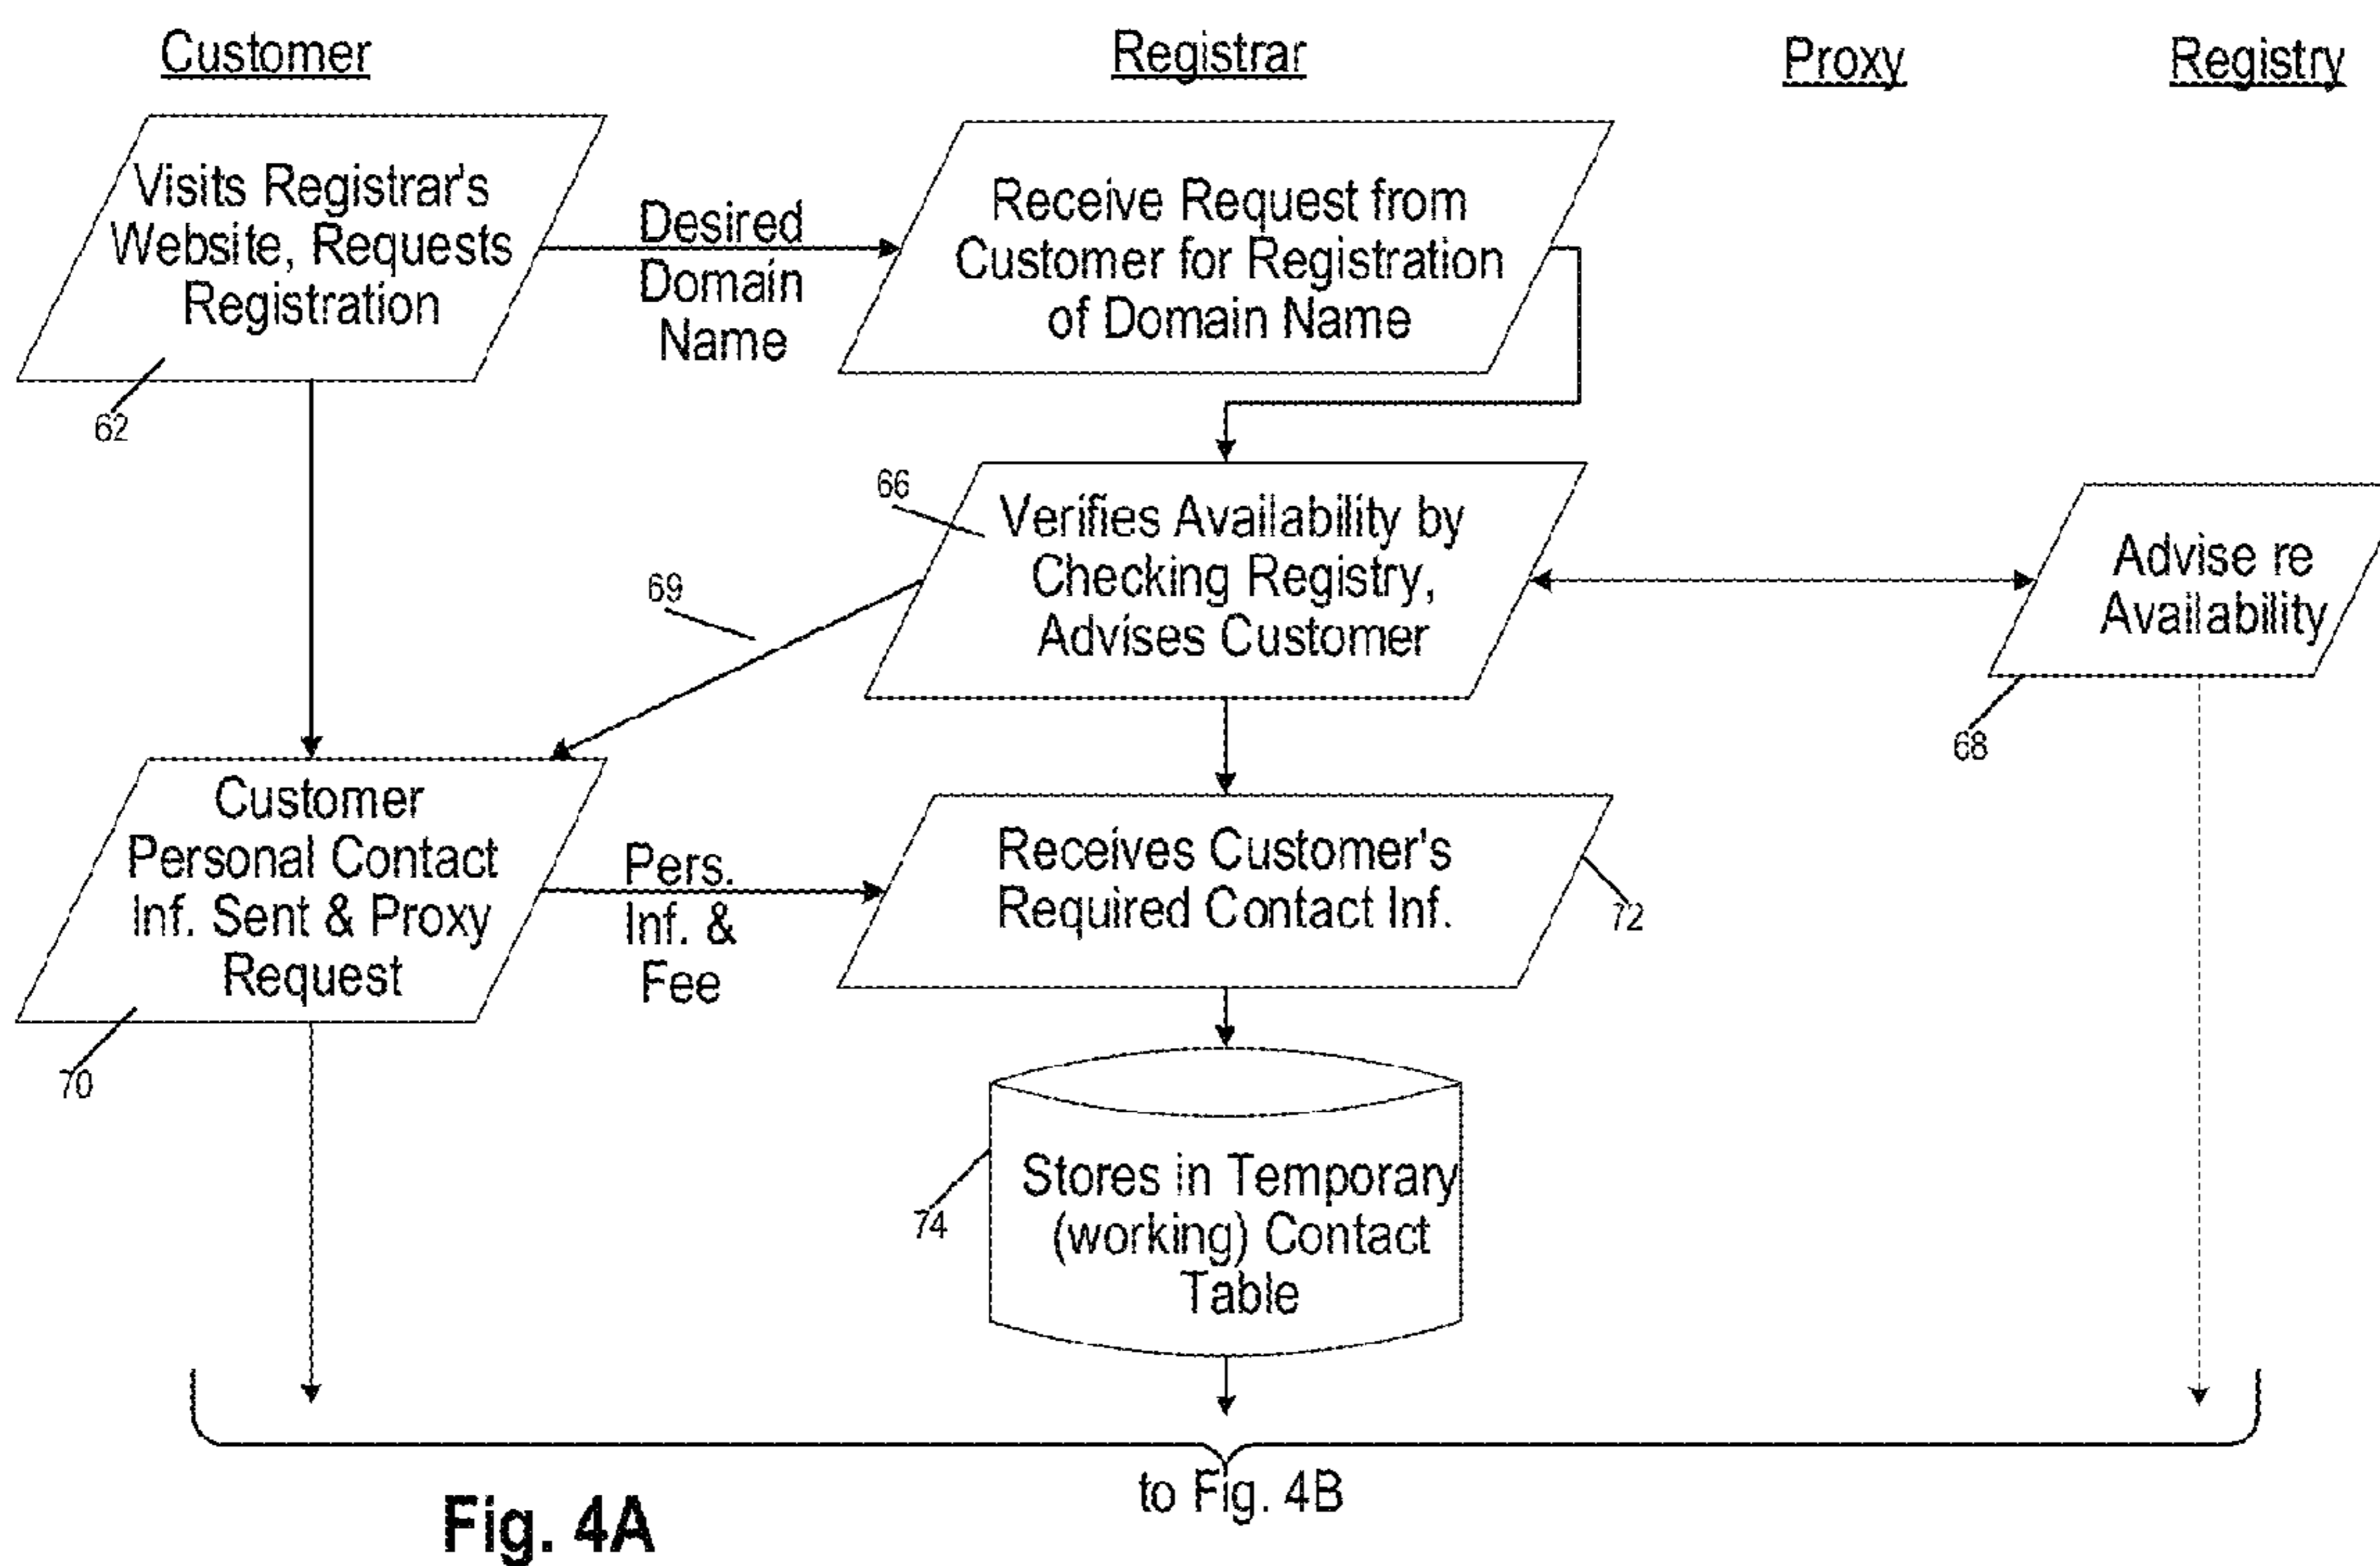 Customer
Registrar
Proxy
Registry
Visits Registrar's
Website, Requests
Registration
62
Desired
Domain
Name
Receive Request from
Customer for Registration
of Domain Name
66
Verifies Availability by
Checking Registry,
Advises Customer
69
Advise re
Availability
68
Customer
Personal Contact
Inf. Sent & Proxy
Request
70
Pers.
Inf. &
Fee
Receives Customer's
Required Contact Inf.
72
Stores in Temporary
(working) Contact
Table
74
to Fig. 4B
Fig. 4A